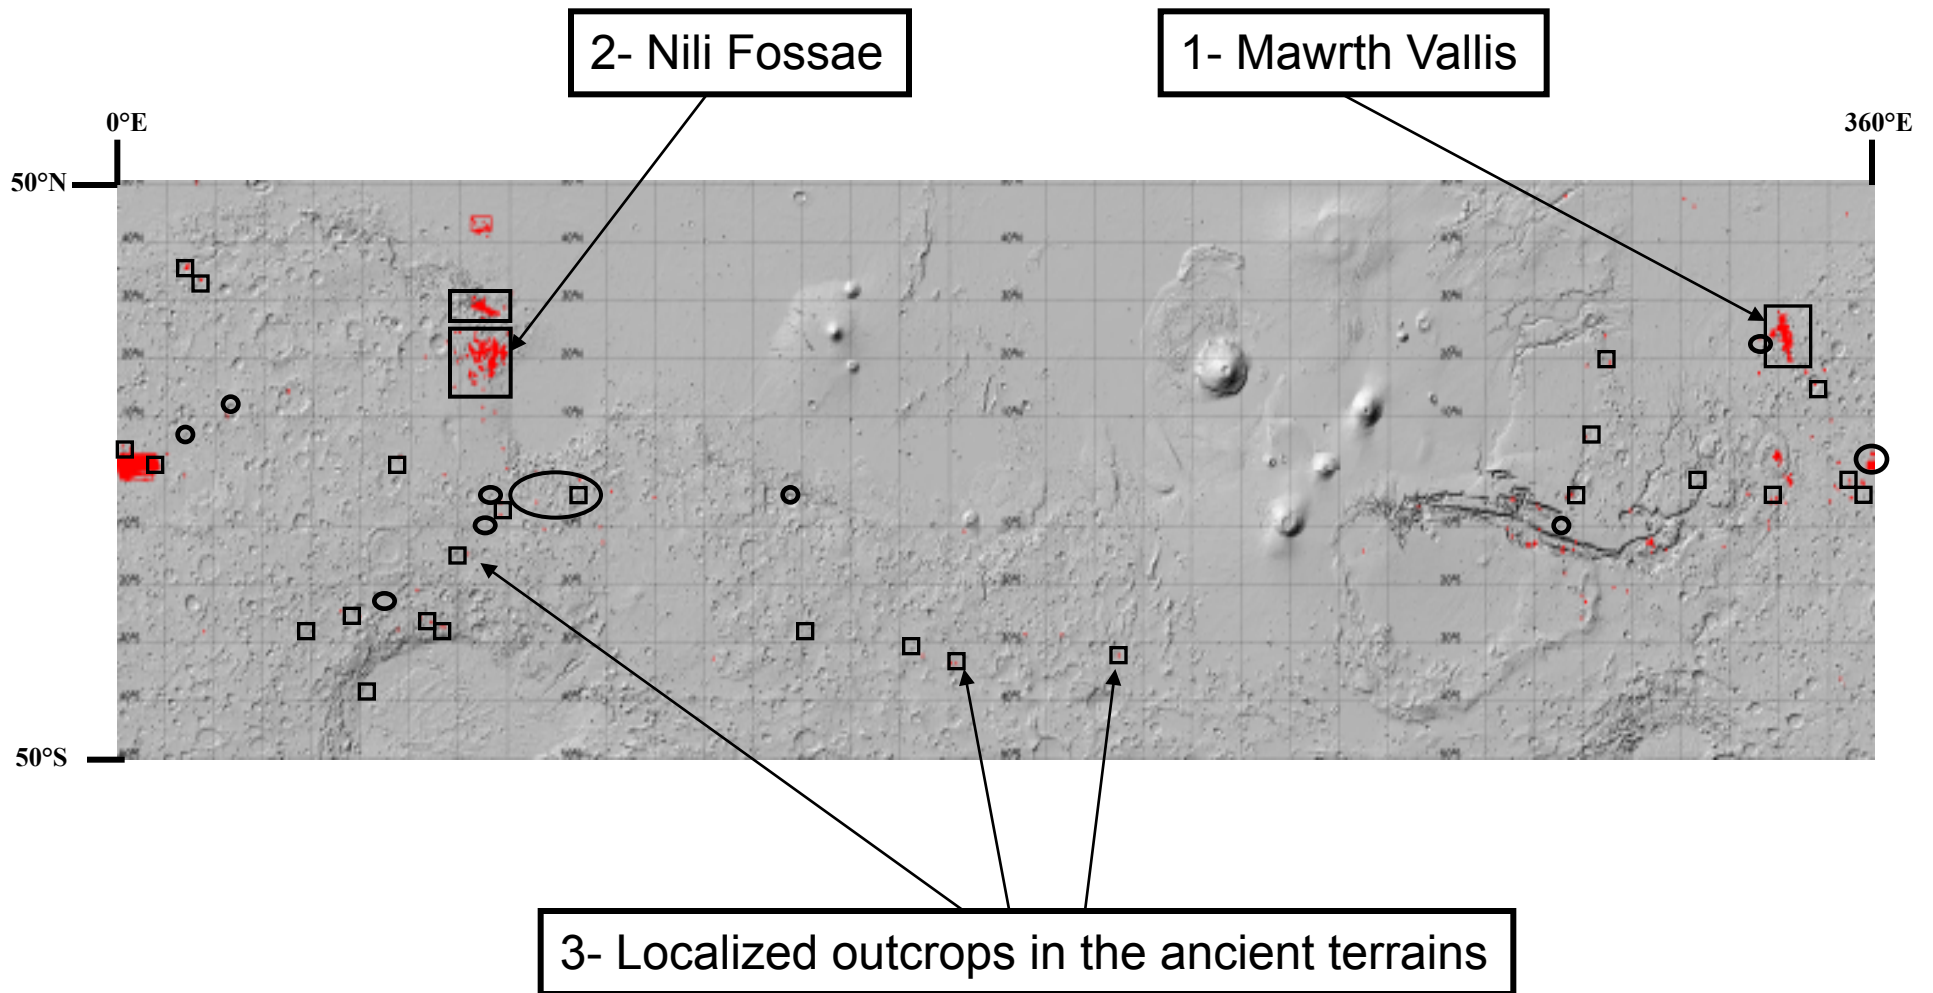 2- Nili Fossae
1- Mawrth Vallis
0°E
360°E
50°N
50°S
3- Localized outcrops in the ancient terrains